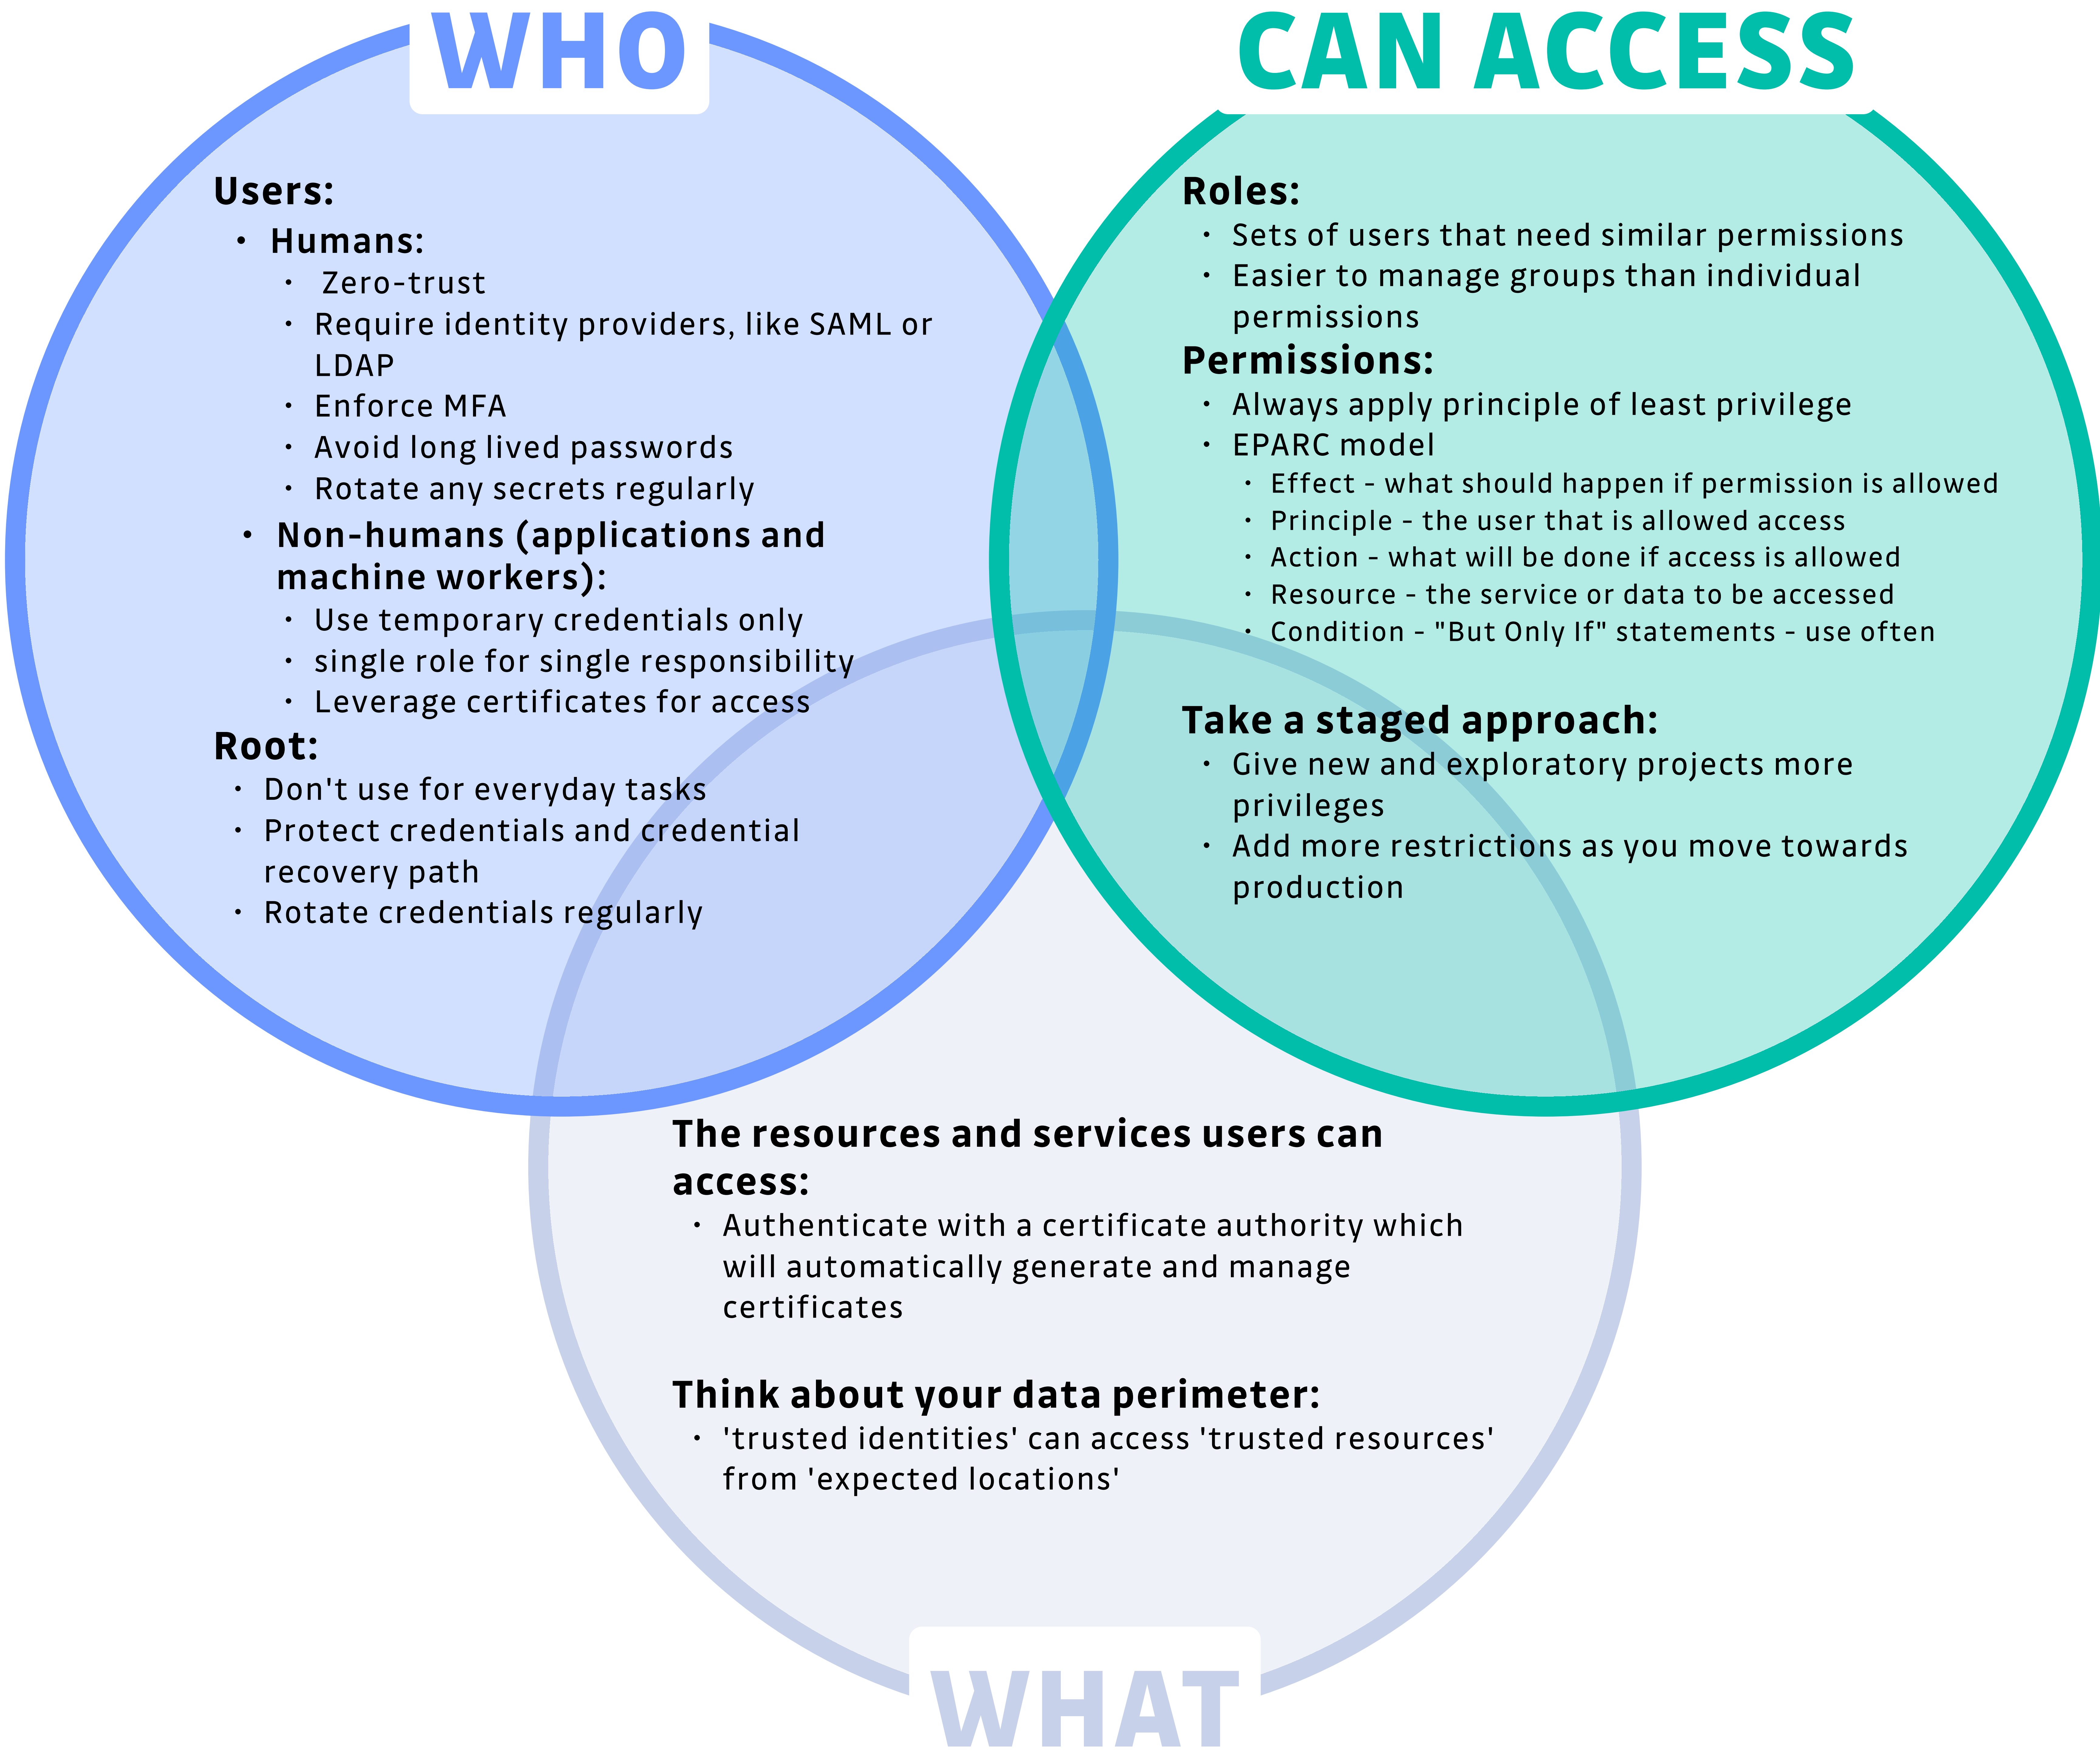 WHO
Users:
• Humans:
• Zero-trust
• Require identity providers, like SAML or
LDAP
• Enforce MFA
• Avoid long lived passwords
• Rotate any secrets regularly
• Non-humans (applications and
machine workers):
• Use temporary credentials only
• single role for single responsibility
• Leverage certificates for access
Root:
• Don't use for everyday tasks
• Protect credentials and credential
recovery path
• Rotate credentials regularly
CAN ACCESS
Roles:
• Sets of users that need similar permissions
• Easier to manage groups than individual
permissions
Permissions:
• Always apply principle of least privilege
• EPARC model
• Effect - what should happen if permission is allowed
• Principle - the user that is allowed access
• Action - what will be done if access is allowed
• Resource - the service or data to be accessed
• Condition - "But Only If" statements - use often
Take a staged approach:
• Give new and exploratory projects more
privileges
• Add more restrictions as you move towards
production
The resources and services users can
access:
• Authenticate with a certificate authority which
will automatically generate and manage
certificates
Think about your data perimeter:
• 'trusted identities' can access 'trusted resources'
from 'expected locations'
WHAT